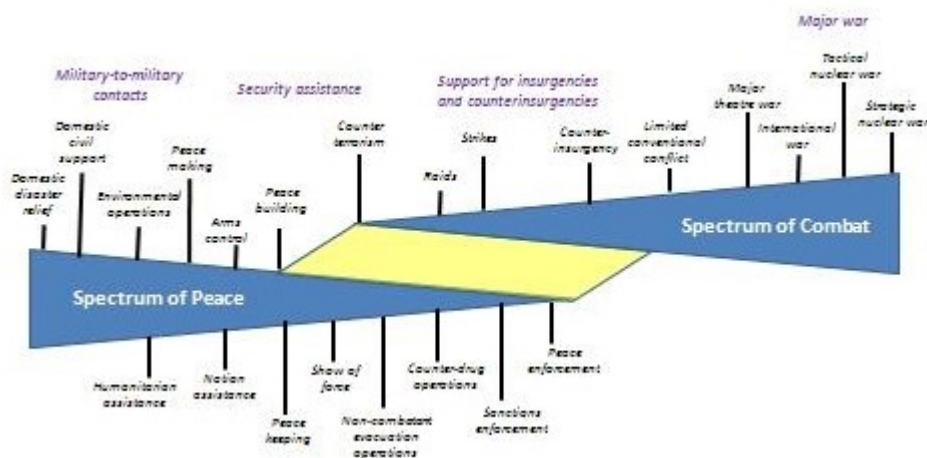 Major war
Military-to-military
contacts
Security assistance
Support for insurgencies
and counterinsurgencies
Tactical
nuclear war
Major
theatre war
Strategic
nuclear war
Domestic
civil
support
Counter
terrorism
Strikes
Counter-
insurgency
Limited
conventional
conflict
International
war
Peace
making
Domestic
disaster
relief
Environmental
operations
Peace
building
Raids
Arms
control
Spectrum of Combat
Spectrum of Peace
Humanitarian
assistance
Nation
assistance
Show of
force
Counter-drug
operations
Peace
enforcement
Peace
keeping
Non-combatant
evacuation
operations
Sanctions
enforcement